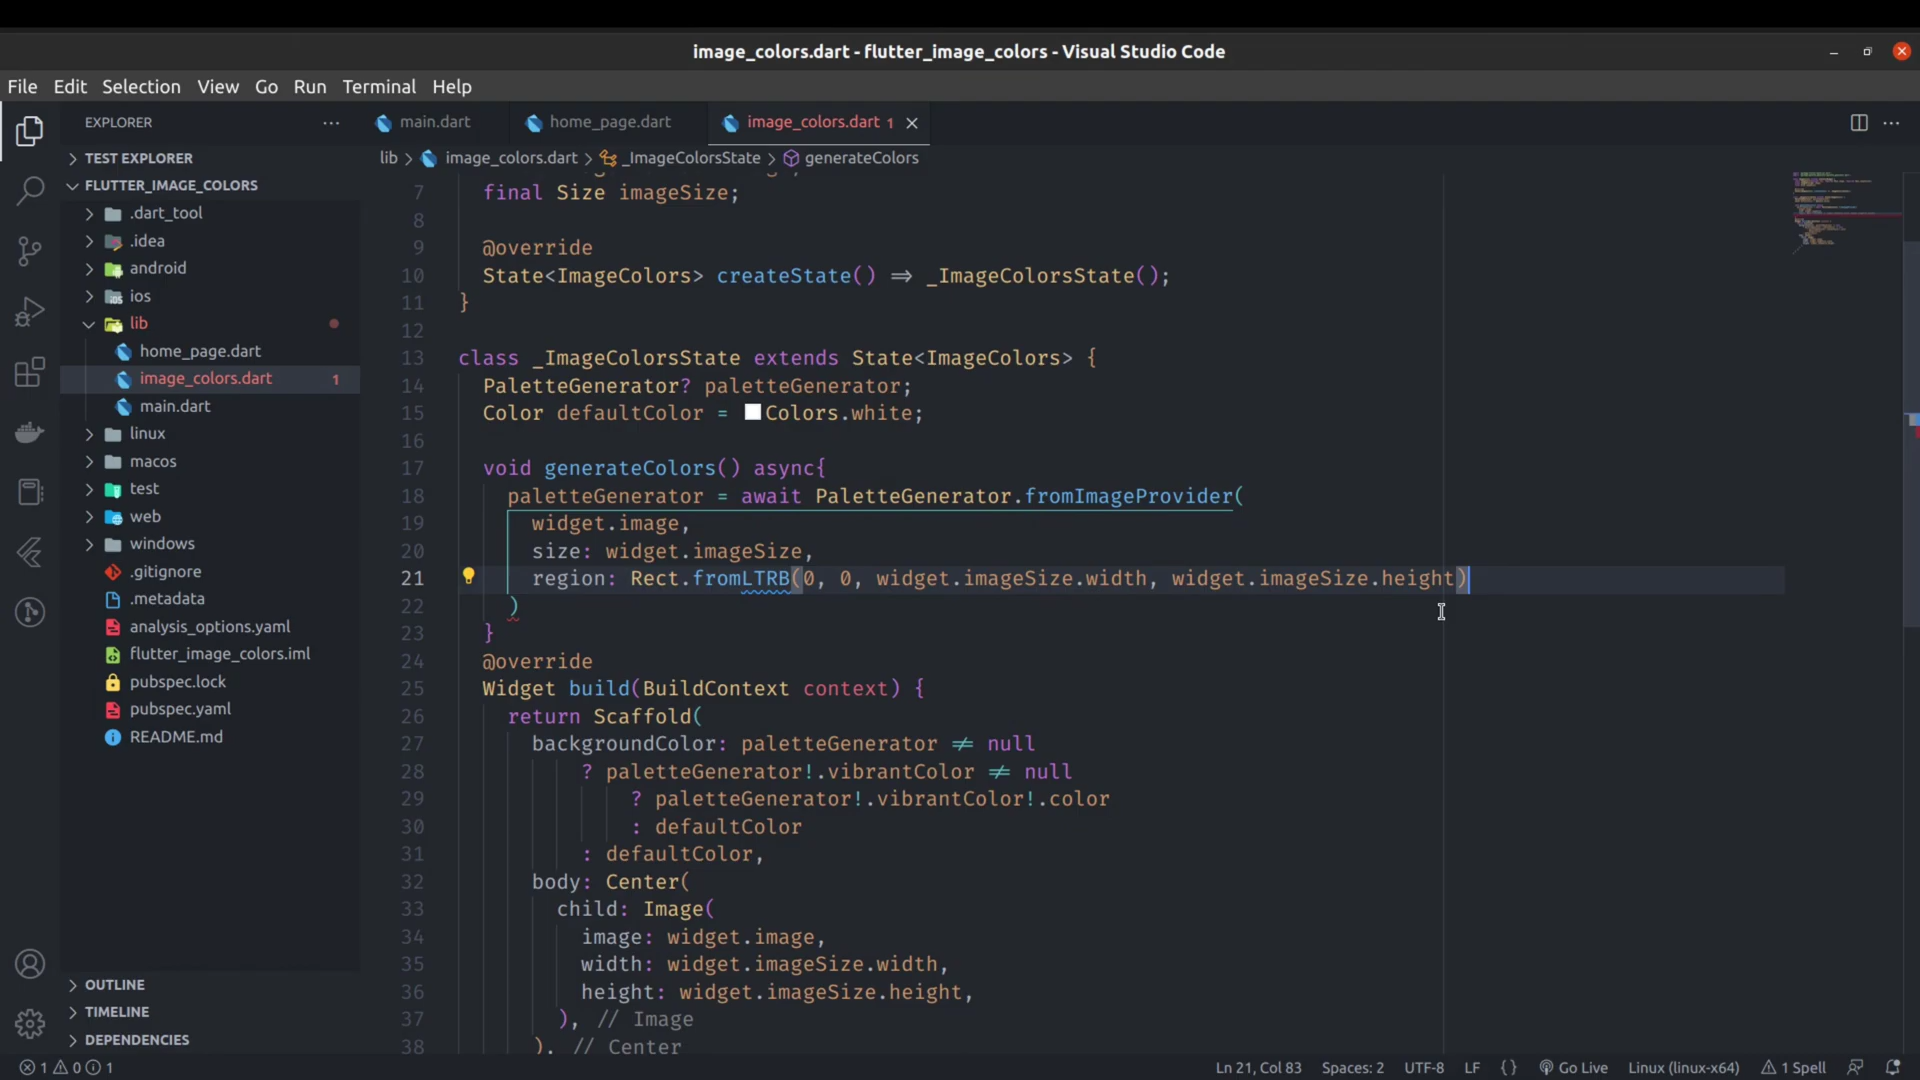 image_colors.dart - flutter_image_colors - Visual Studio Code
File Edit Selection View Go Run Terminal Help
EXPLORER
TEST EXPLORER
FLUTTER_IMAGE_COLORS
.dart_tool
.idea
android
ios
lib
home_page.dart
image_colors.dart 1
main.dart
linux
macos
test
web
windows
.gitignore
.metadata
analysis_options.yaml
flutter_image_colors.iml
pubspec.lock
pubspec.yaml
README.md
OUTLINE
TIMELINE
DEPENDENCIES
main.dart home_page.dart image_colors.dart 1
lib > image_colors.dart > _ImageColorsState > generateColors
7 final Size imageSize;
8
9 @override
10 State<ImageColors> createState() => _ImageColorsState();
11 }
12
13 class _ImageColorsState extends State<ImageColors> {
14 PaletteGenerator? paletteGenerator;
15 Color defaultColor = Colors.white;
16
17 void generateColors() async{
18 paletteGenerator = await PaletteGenerator.fromImageProvider(
19 widget.image,
20 size: widget.imageSize,
21 region: Rect.fromLTRB(0, 0, widget.imageSize.width, widget.imageSize.height)
22 )
23 }
24 @override
25 Widget build(BuildContext context) {
26 return Scaffold(
27 backgroundColor: paletteGenerator != null
28 ? paletteGenerator!.vibrantColor != null
29 ? paletteGenerator!.vibrantColor!.color
30 : defaultColor
31 : defaultColor,
32 body: Center(
33 child: Image(
34 image: widget.image,
35 width: widget.imageSize.width,
36 height: widget.imageSize.height,
37 ), // Image
38 ), // Center
1 0 1 Ln 21, Col 83 Spaces: 2 UTF-8 LF {} Go Live Linux (linux-x64) 1 Spell